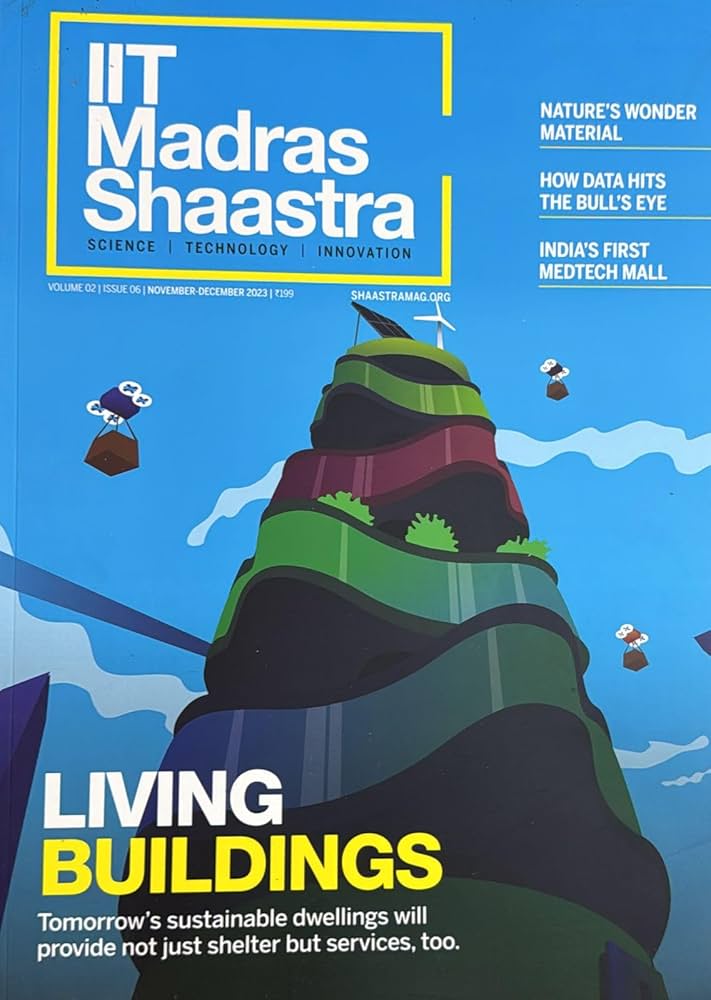 IIT
Madras
Shaastra
SCIENCE | TECHNOLOGY | INNOVATION
VOLUME 02 | ISSUE 06 | NOVEMBER-DECEMBER 2023 | ₹199
SHAASTRAMAG.ORG
NATURE'S WONDER
MATERIAL
HOW DATA HITS
THE BULL'S EYE
INDIA'S FIRST
MEDTECH MALL
LIVING
BUILDINGS
Tomorrow's sustainable dwellings will
provide not just shelter but services, too.